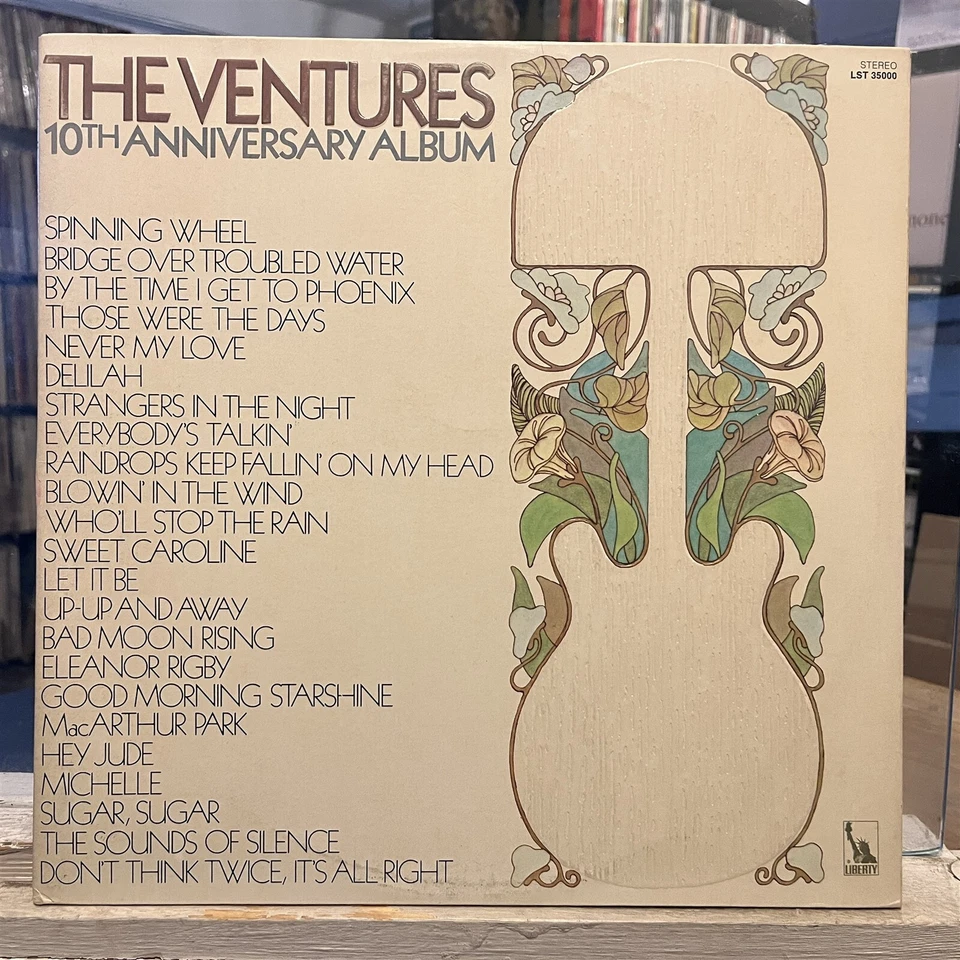 THE VENTURES
10TH ANNIVERSARY ALBUM
STEREO
LST 35000
SPINNING WHEEL
BRIDGE OVER TROUBLED WATER
BY THE TIME I GET TO PHOENIX
THOSE WERE THE DAYS
NEVER MY LOVE
DELILAH
STRANGERS IN THE NIGHT
EVERYBODY'S TALKIN'
RAINDROPS KEEP FALLIN' ON MY HEAD
BLOWIN' IN THE WIND
WHO'LL STOP THE RAIN
SWEET CAROLINE
LET IT BE
UP-UP AND AWAY
BAD MOON RISING
ELEANOR RIGBY
GOOD MORNING STARSHINE
MacARTHUR PARK
HEY JUDE
MICHELLE
SUGAR, SUGAR
THE SOUNDS OF SILENCE
DON'T THINK TWICE, IT'S ALL RIGHT
LIBERTY